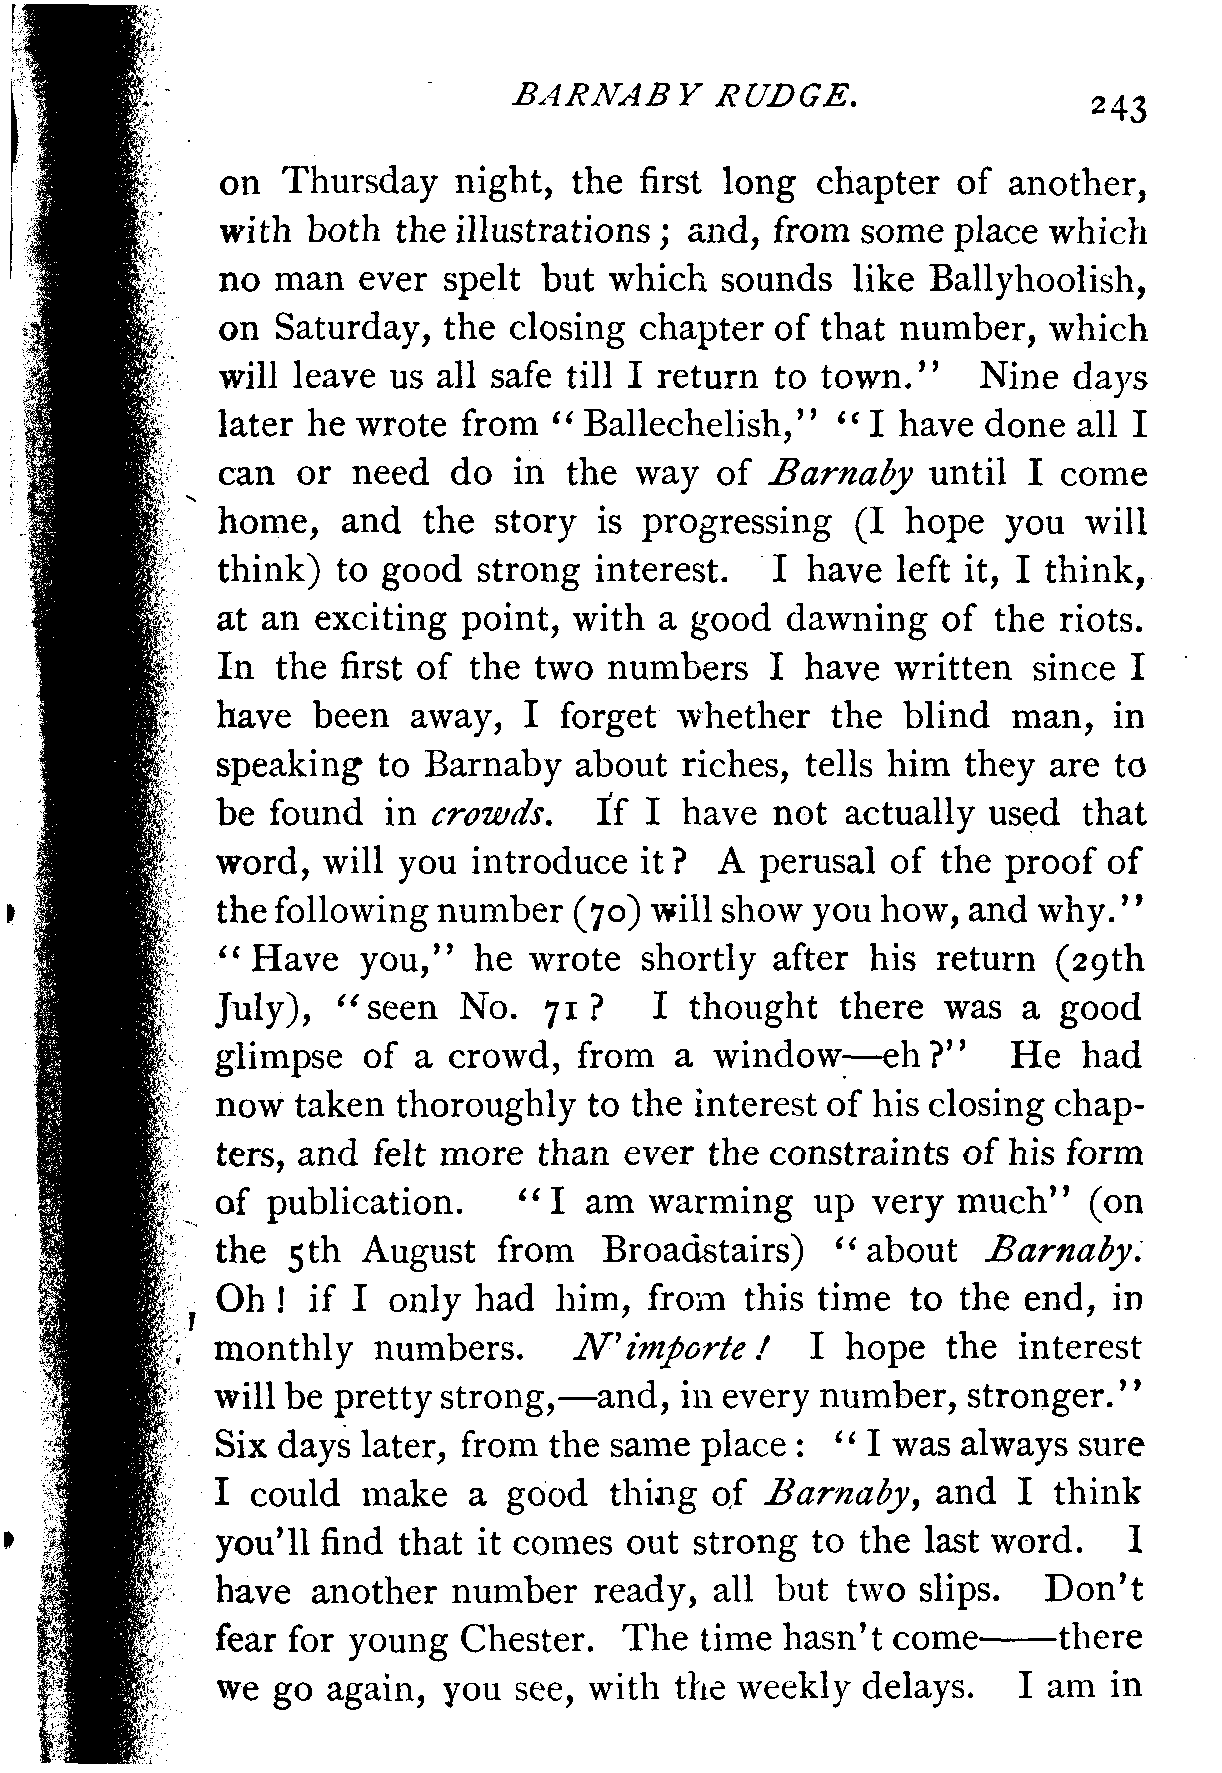 BARNABY RUDGE.
243
on Thursday night, the first long chapter of another,
with both the illustrations; and, from some place which
no man ever spelt but which sounds like Ballyhoolish,
on Saturday, the closing chapter of that number, which
will leave us all safe till I return to town.” Nine days
later he wrote from “Ballechelish,” “I have done all I
can or need do in the way of Barnaby until I come
home, and the story is progressing (I hope you will
think) to good strong interest. I have left it, I think,
at an exciting point, with a good dawning of the riots.
In the first of the two numbers I have written since I
have been away, I forget whether the blind man, in
speaking to Barnaby about riches, tells him they are to
be found in crowds. If I have not actually used that
word, will you introduce it? A perusal of the proof of
the following number (70) will show you how, and why.”
“Have you,” he wrote shortly after his return (29th
July), “seen No. 71? I thought there was a good
glimpse of a crowd, from a window—eh?” He had
now taken thoroughly to the interest of his closing chap-
ters, and felt more than ever the constraints of his form
of publication. “I am warming up very much” (on
the 5th August from Broadstairs) “about Barnaby.
Oh! if I only had him, from this time to the end, in
monthly numbers. N'importe! I hope the interest
will be pretty strong,—and, in every number, stronger.”
Six days later, from the same place: “I was always sure
I could make a good thing of Barnaby, and I think
you'll find that it comes out strong to the last word. I
have another number ready, all but two slips. Don't
fear for young Chester. The time hasn't come——there
we go again, you see, with the weekly delays. I am in